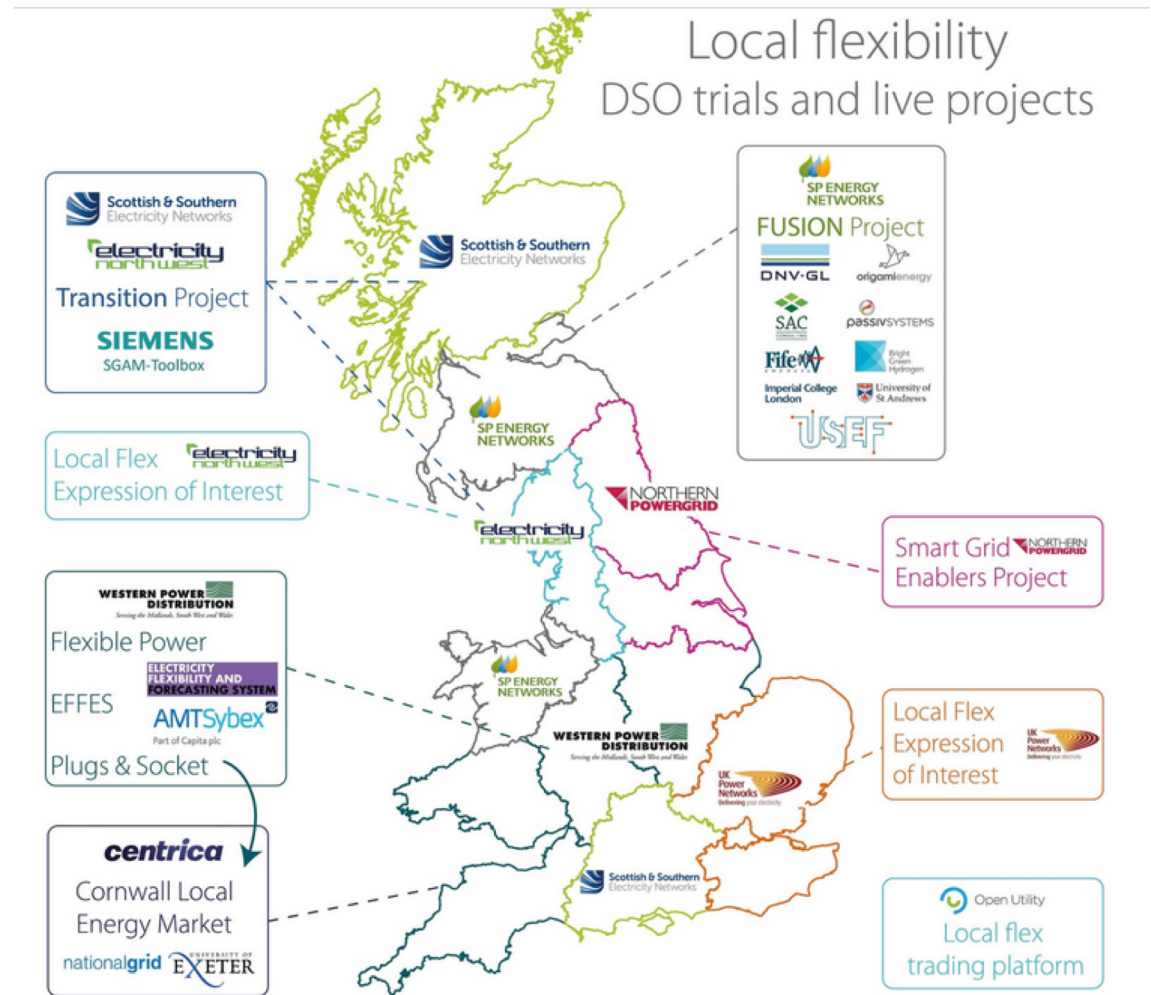 Local flexibility
DSO trials and live projects
Scottish & Southern
Electricity Networks
electricity
northwest
Transition Project
SIEMENS
SGAM-Toolbox
Scottish & Southern
Electricity Networks
SP ENERGY
NETWORKS
FUSION Project
DNV·GL
origamienergy
SAC
PASSIVSYSTEMS
Fife
Bright
Green
Hydrogen
Imperial College
London
University of
St Andrews
USEF
SP ENERGY
NETWORKS
Local Flex
Expression of Interest
electricity
northwest
electricity
northwest
NORTHERN
POWERGRID
Smart Grid
Enablers Project
NORTHERN
POWERGRID
WESTERN POWER
DISTRIBUTION
Serving the Midlands, South West and Wales
Flexible Power
ELECTRICITY
FLEXIBILITY AND
FORECASTING SYSTEM
EFFES
AMTSybex
Part of Capita plc
Plugs & Socket
SP ENERGY
NETWORKS
WESTERN POWER
DISTRIBUTION
Serving the Midlands, South West and Wales
UK
Power
Networks
Delivering your electricity
Local Flex
Expression
of Interest
UK
Power
Networks
Delivering your electricity
centrica
Cornwall Local
Energy Market
nationalgrid
UNIVERSITY OF
EXETER
Scottish & Southern
Electricity Networks
Open Utility
Local flex
trading platform